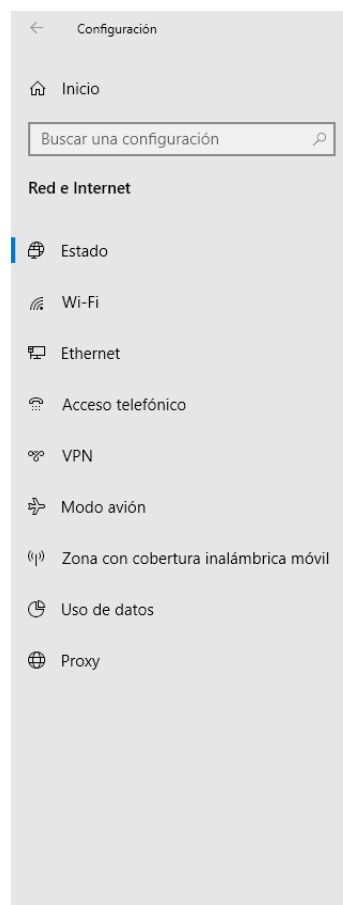 Configuración
Inicio
Buscar una configuración
Red e Internet
Estado
Wi-Fi
Ethernet
Acceso telefónico
VPN
Modo avión
Zona con cobertura inalámbrica móvil
Uso de datos
Proxy